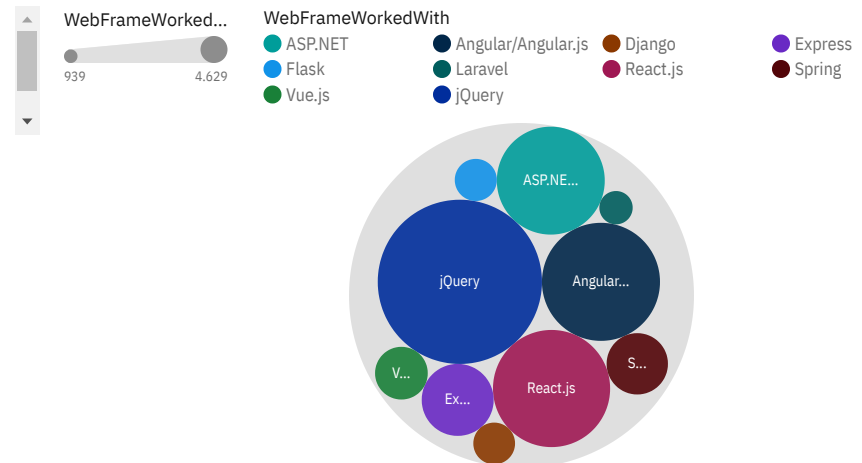 WebFrameWorked...
939 4.629
WebFrameWorkedWith
ASP.NET Angular/Angular.js Django Express
Flask Laravel React.js Spring
Vue.js jQuery
ASP.NE...
jQuery Angular...
V... Ex... React.js S...